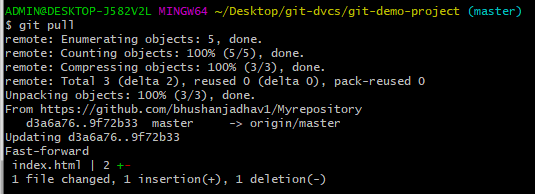 ADMIN@DESKTOP-J582V2L MINGW64 ~/Desktop/git-dvcs/git-demo-project (master)
$ git pull
remote: Enumerating objects: 5, done.
remote: Counting objects: 100% (5/5), done.
remote: Compressing objects: 100% (3/3), done.
remote: Total 3 (delta 2), reused 0 (delta 0), pack-reused 0
Unpacking objects: 100% (3/3), done.
From https://github.com/bhushanjadhav1/Myrepository
   d3a6a76..9f72b33  master     -> origin/master
Updating d3a6a76..9f72b33
Fast-forward
 index.html | 2 +-
 1 file changed, 1 insertion(+), 1 deletion(-)